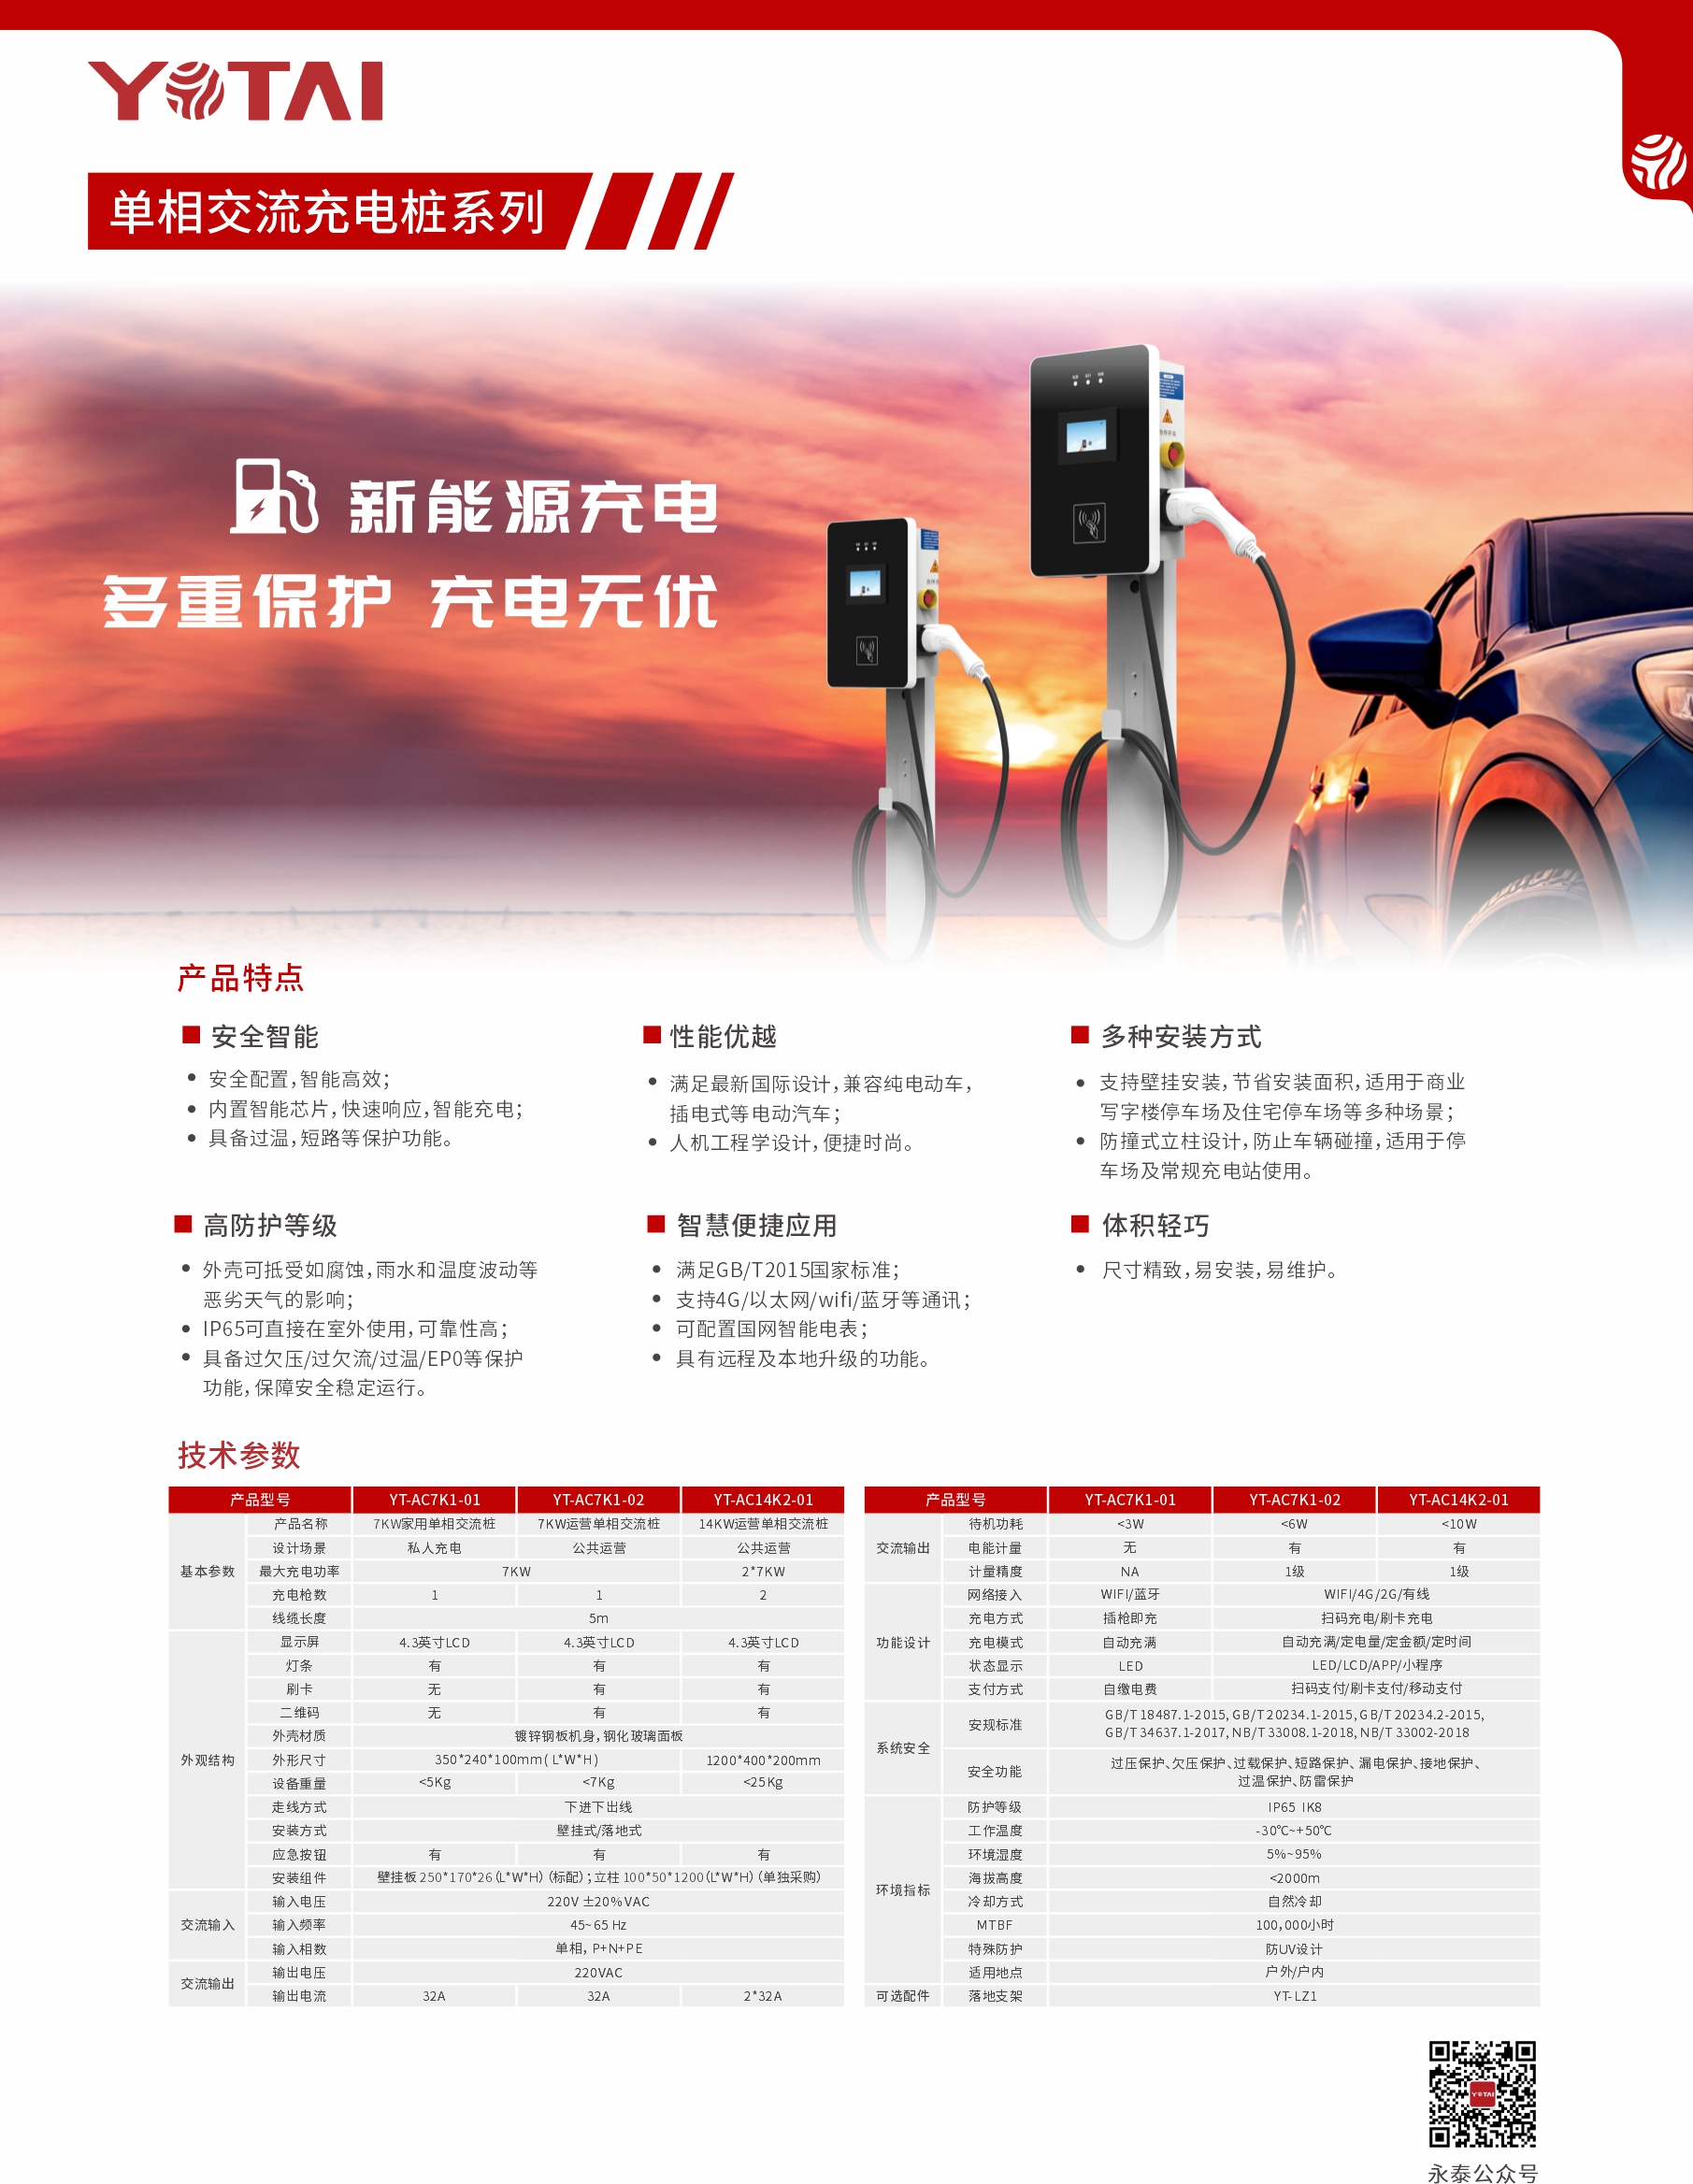 YOTAI
单相交流充电桩系列
新能源充电
多重保护 充电无忧
产品特点
安全智能
安全配置,智能高效;
内置智能芯片,快速响应,智能充电;
具备过温,短路等保护功能。
性能优越
满足最新国际设计,兼容纯电动车,
插电式等电动汽车;
人机工程学设计,便捷时尚。
多种安装方式
支持壁挂安装,节省安装面积,适用于商业
写字楼停车场及住宅停车场等多种场景;
防撞式立柱设计,防止车辆碰撞,适用于停
车场及常规充电站使用。
高防护等级
外壳可抵受如腐蚀,雨水和温度波动等
恶劣天气的影响;
IP65可直接在室外使用,可靠性高;
具备过欠压/过欠流/过温/EP0等保护
功能,保障安全稳定运行。
智慧便捷应用
满足GB/T2015国家标准;
支持4G/以太网/wifi/蓝牙等通讯;
可配置国网智能电表;
具有远程及本地升级的功能。
体积轻巧
尺寸精致,易安装,易维护。
技术参数
产品型号 YT-AC7K1-01 YT-AC7K1-02 YT-AC14K2-01
基本参数
产品名称 7KW家用单相交流桩 7KW运营单相交流桩 14KW运营单相交流桩
设计场景 私人充电 公共运营 公共运营
最大充电功率 7KW 2*7KW
充电枪数 1 1 2
线缆长度 5m
外观结构
显示屏 4.3英寸LCD 4.3英寸LCD 4.3英寸LCD
灯条 有 有 有
刷卡 无 有 有
二维码 无 有 有
外壳材质 镀锌钢板机身,钢化玻璃面板
外形尺寸 350*240*100mm( L*W*H) 1200*400*200mm
设备重量 <5Kg <7Kg <25Kg
走线方式 下进下出线
安装方式 壁挂式/落地式
应急按钮 有 有 有
安装组件 壁挂板 250*170*26 (L*W*H)(标配);立柱 100*50*1200 (L*W*H)(单独采购)
交流输入
输入电压 220V ±20% VAC
输入频率 45~65 Hz
输入相数 单相, P+N+PE
交流输出
输出电压 220VAC
输出电流 32A 32A 2*32A
产品型号 YT-AC7K1-01 YT-AC7K1-02 YT-AC14K2-01
交流输出
待机功耗 <3W <6W <10W
电能计量 无 有 有
计量精度 NA 1级 1级
功能设计
网络接入 WIFI/蓝牙 WIFI/4G/2G/有线
充电方式 插枪即充 扫码充电/刷卡充电
充电模式 自动充满 自动充满/定电量/定金额/定时间
状态显示 LED LED/LCD/APP/小程序
支付方式 自缴电费 扫码支付/刷卡支付/移动支付
系统安全
安规标准 GB/T 18487.1-2015, GB/T 20234.1-2015, GB/T 20234.2-2015,
GB/T 34637.1-2017, NB/T 33008.1-2018, NB/T 33002-2018
安全功能 过压保护、欠压保护、过载保护、短路保护、漏电保护、接地保护、
过温保护、防雷保护
环境指标
防护等级 IP65 IK8
工作温度 -30℃~+50℃
环境湿度 5%~95%
海拔高度 <2000m
冷却方式 自然冷却
MTBF 100,000小时
特殊防护 防UV设计
适用地点 户外/户内
可选配件 落地支架 YT-LZ1
YOTAI
永泰公众号